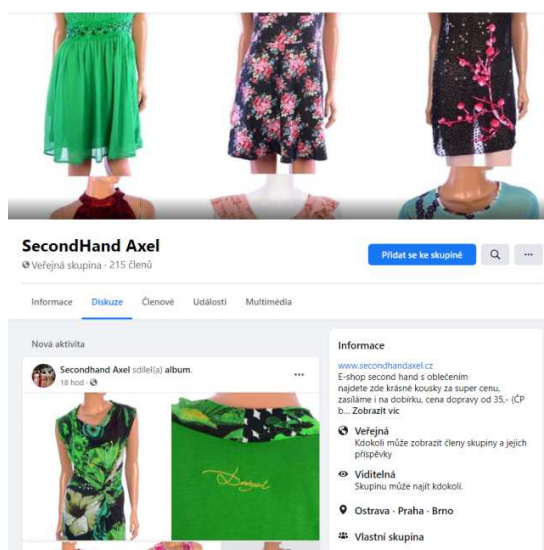 SecondHand Axel
Veřejná skupina · 215 členů
Přidat se ke skupině
Informace Diskuze Členové Události Multimédia
Nová aktivita
Secondhand Axel sdílel(a) album.
18 hod ·
Desigual
Informace
www.secondhandaxel.cz
E-shop second hand s oblečením
najdete zde krásné kousky za super cenu,
zasíláme i na dobírku, cena dopravy od 35,- (ČP
b... Zobrazit víc
Veřejná
Kdokoli může zobrazit členy skupiny a jejich
příspěvky
Viditelná
Skupinu může najít kdokoli.
Ostrava · Praha · Brno
Vlastní skupina